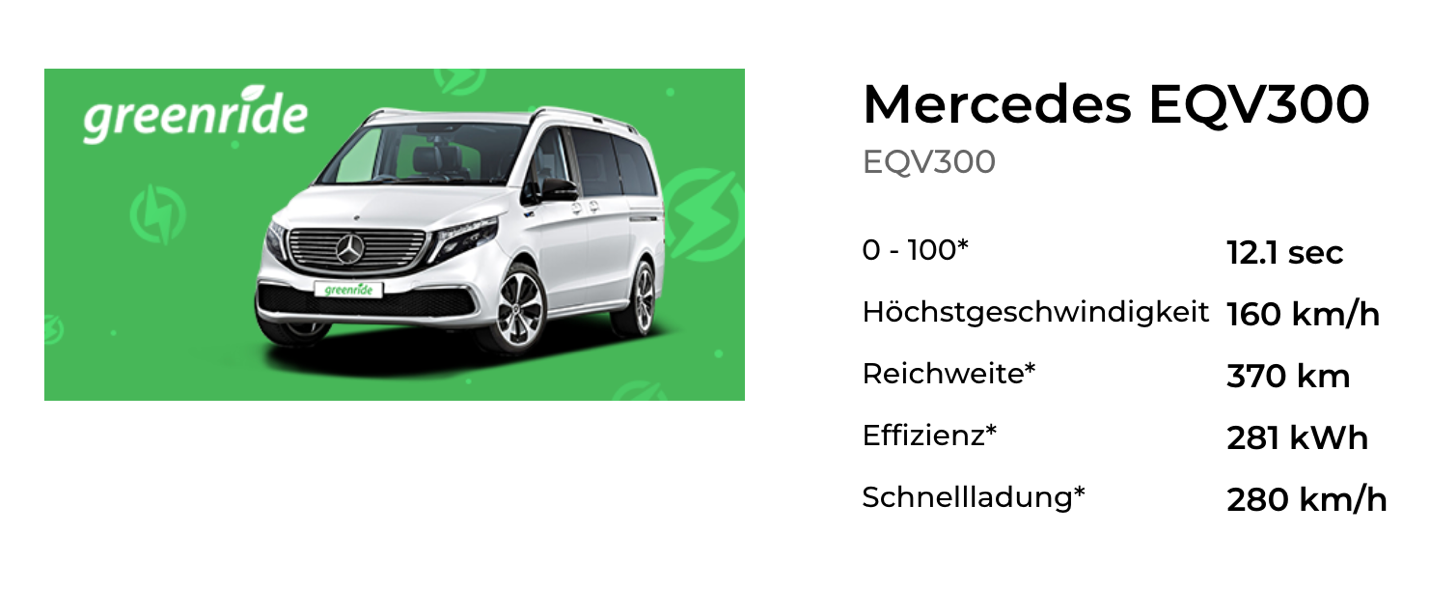 greenride
greenride
Mercedes EQV300
EQV300
0 - 100* 12.1 sec
Höchstgeschwindigkeit 160 km/h
Reichweite* 370 km
Effizienz* 281 kWh
Schnellladung* 280 km/h